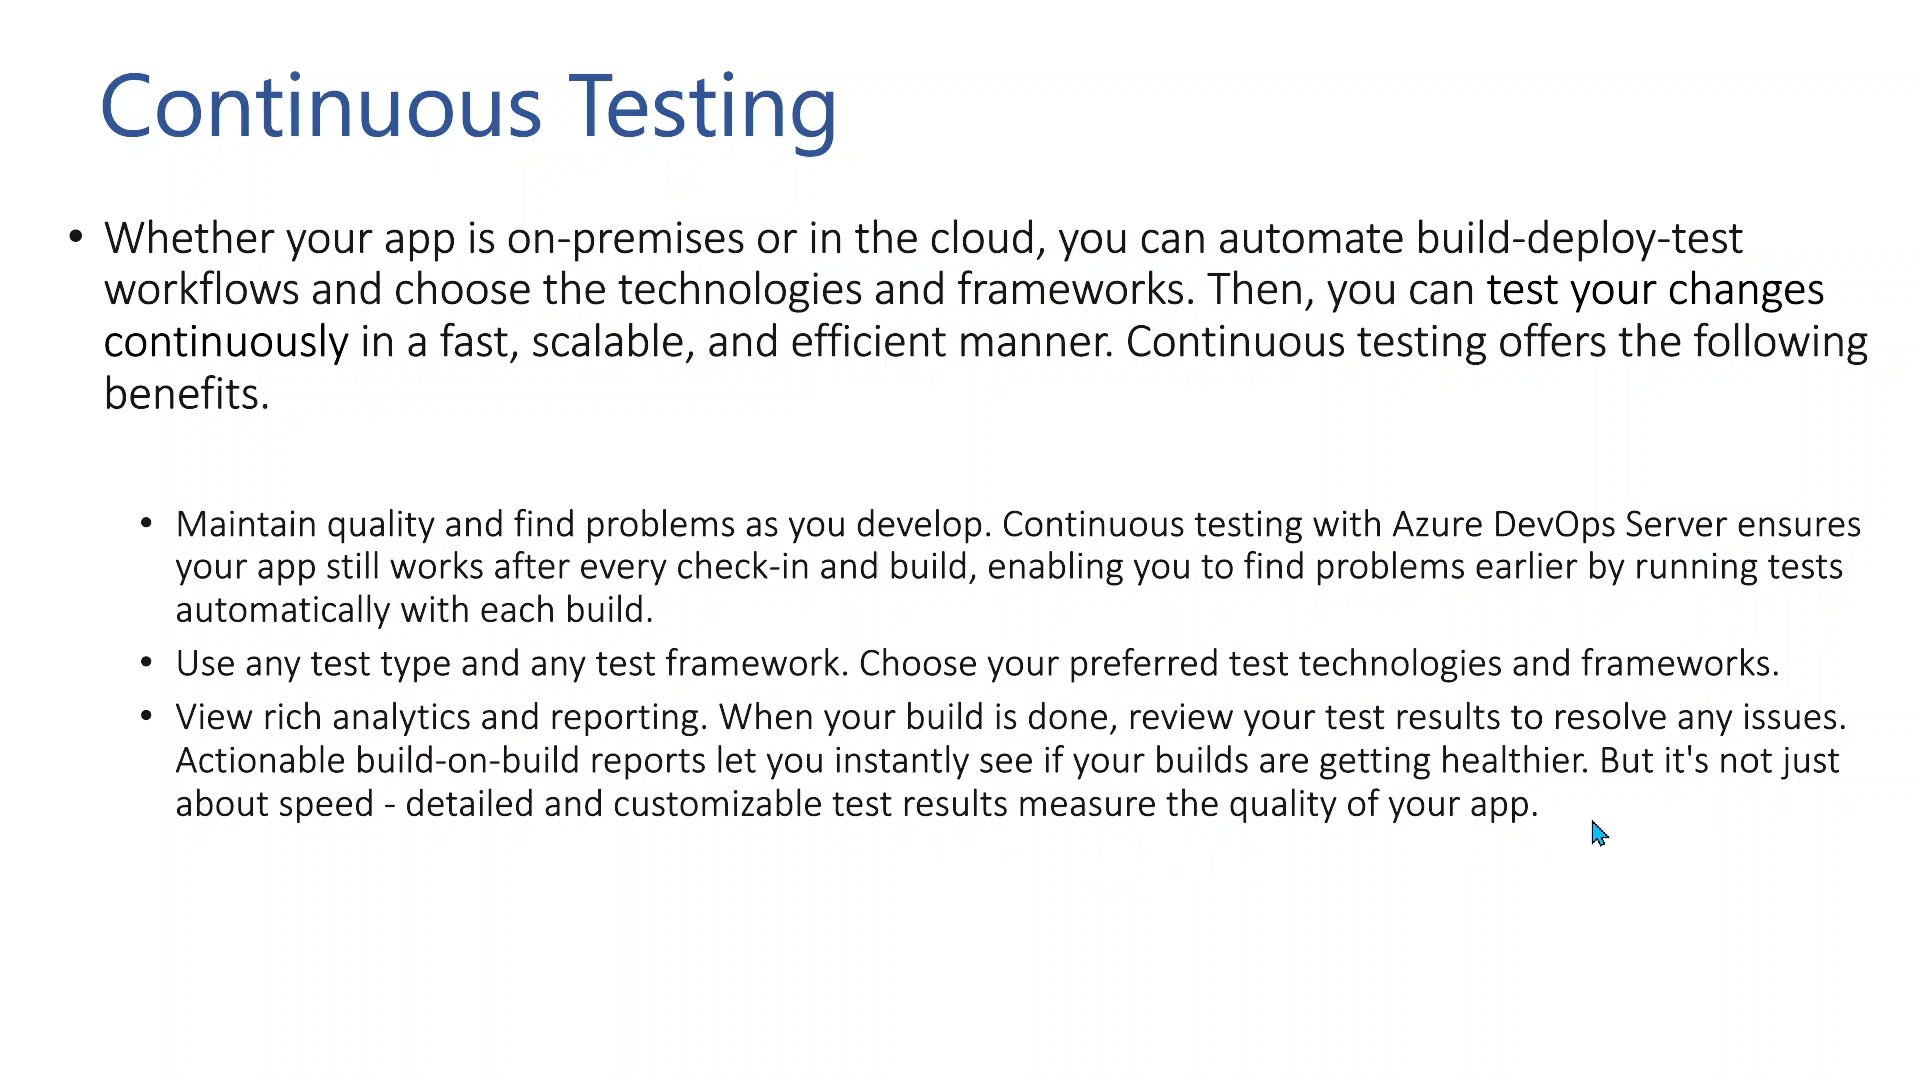 Continuous Testing
• Whether your app is on-premises or in the cloud, you can automate build-deploy-test
workflows and choose the technologies and frameworks. Then, you can test your changes
continuously in a fast, scalable, and efficient manner. Continuous testing offers the following
benefits.
• Maintain quality and find problems as you develop. Continuous testing with Azure DevOps Server ensures
your app still works after every check-in and build, enabling you to find problems earlier by running tests
automatically with each build.
• Use any test type and any test framework. Choose your preferred test technologies and frameworks.
• View rich analytics and reporting. When your build is done, review your test results to resolve any issues.
Actionable build-on-build reports let you instantly see if your builds are getting healthier. But it's not just
about speed - detailed and customizable test results measure the quality of your app.